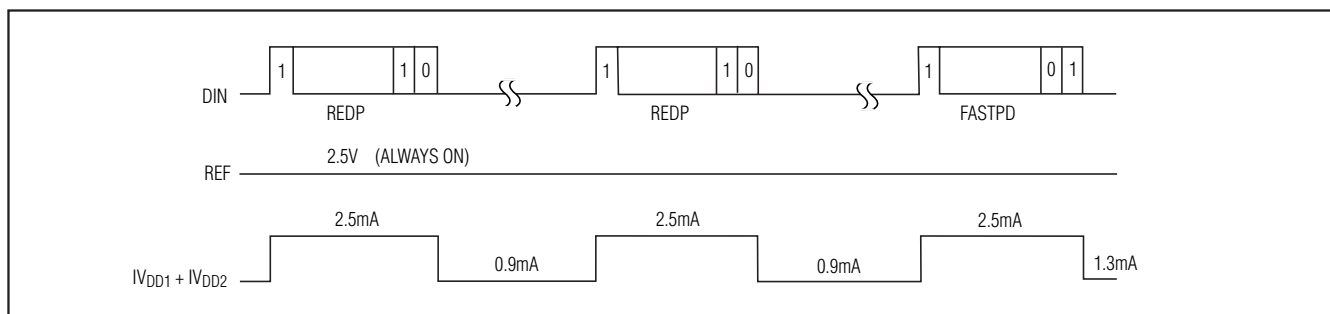 1 1 0 1 1 0 1 0 1
DIN
REDP REDP FASTPD
2.5V (ALWAYS ON)
REF
2.5mA 2.5mA 2.5mA
0.9mA 0.9mA 1.3mA
IVDD1 + IVDD2